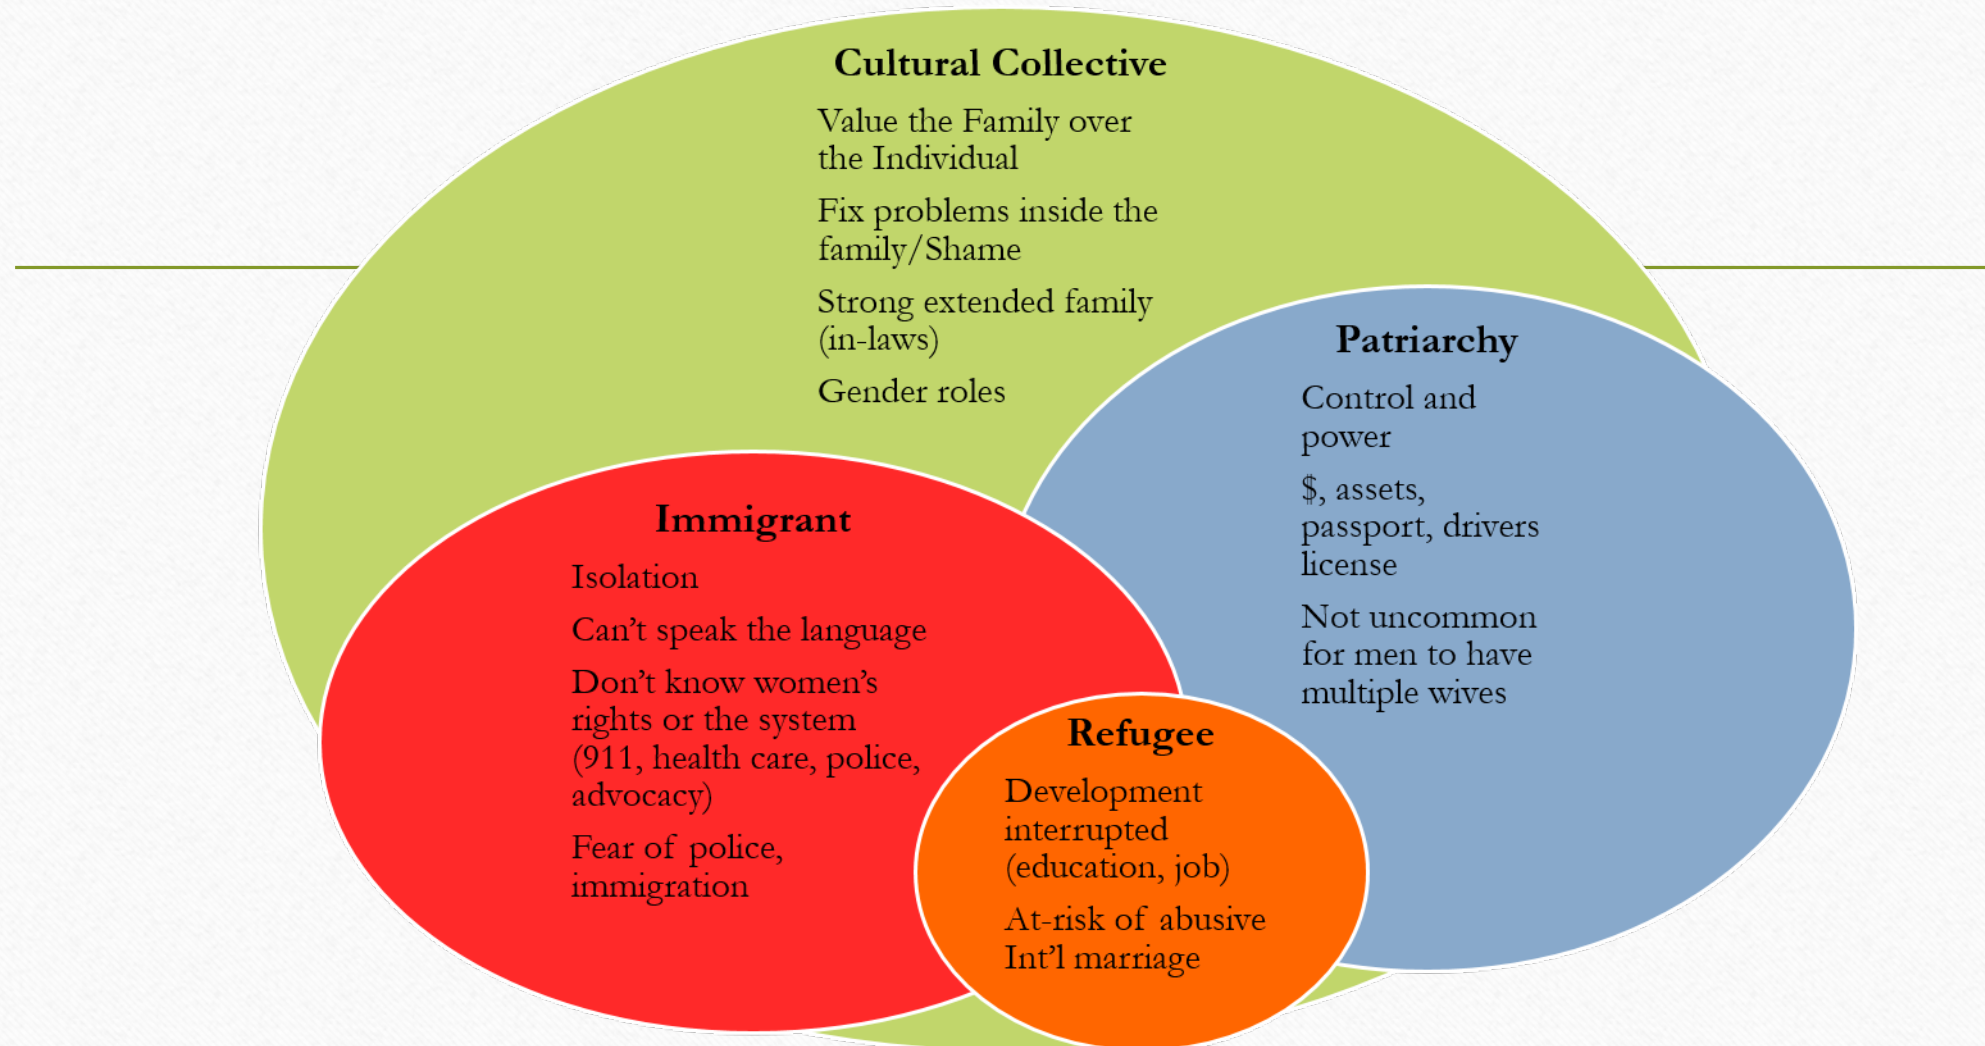 Cultural Collective
Value the Family over
the Individual
Fix problems inside the
family/Shame
Strong extended family
(in-laws)
Gender roles
Patriarchy
Control and
power
$, assets,
passport, drivers
license
Not uncommon
for men to have
multiple wives
Immigrant
Isolation
Can’t speak the language
Don’t know women’s
rights or the system
(911, health care, police,
advocacy)
Fear of police,
immigration
Refugee
Development
interrupted
(education, job)
At-risk of abusive
Int’l marriage